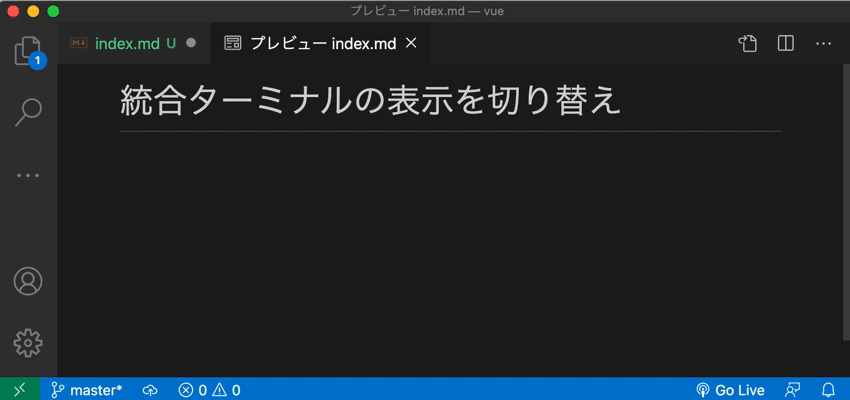 プレビュー index.md — vue
index.md U
プレビュー index.md
1
統合ターミナルの表示を切り替え
master* 0 0 Go Live